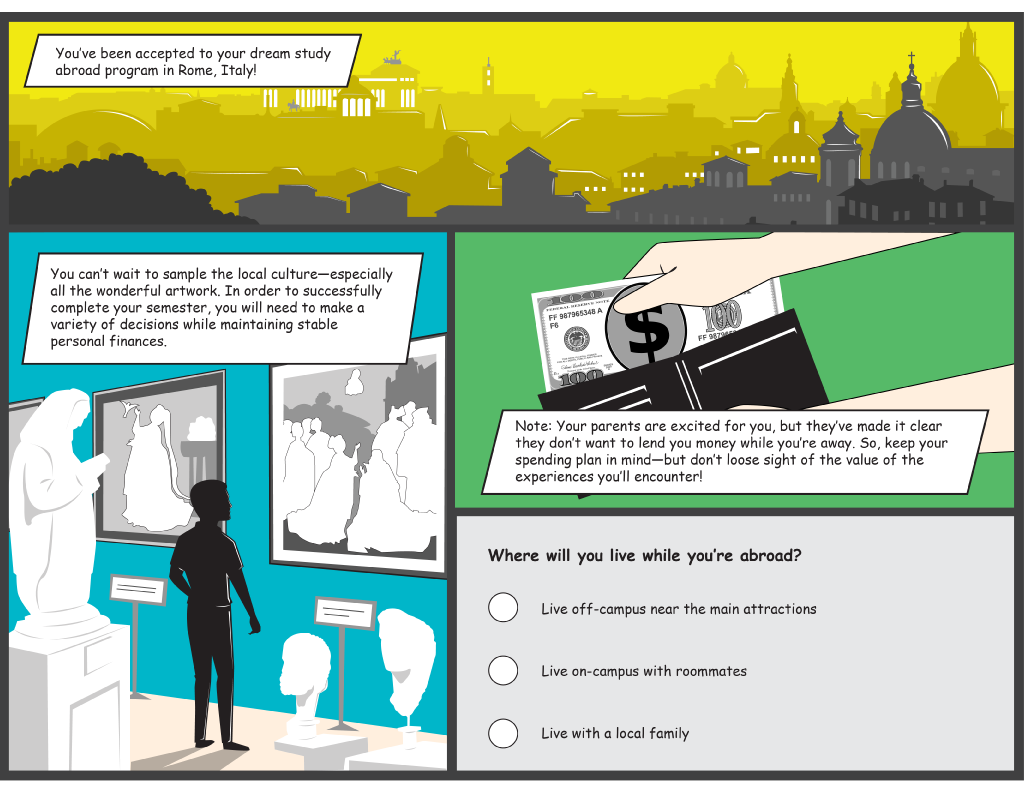 You've been accepted to your dream study
abroad program in Rome, Italy!
You can't wait to sample the local culture—especially
all the wonderful artwork. In order to successfully
complete your semester, you will need to make a
variety of decisions while maintaining stable
personal finances.
FEDERAL RESERVE NOTE
FF 987965348 A
F6
$
100
100
Note: Your parents are excited for you, but they've made it clear
they don't want to lend you money while you're away. So, keep your
spending plan in mind—but don't loose sight of the value of the
experiences you'll encounter!
Where will you live while you're abroad?
Live off-campus near the main attractions
Live on-campus with roommates
Live with a local family